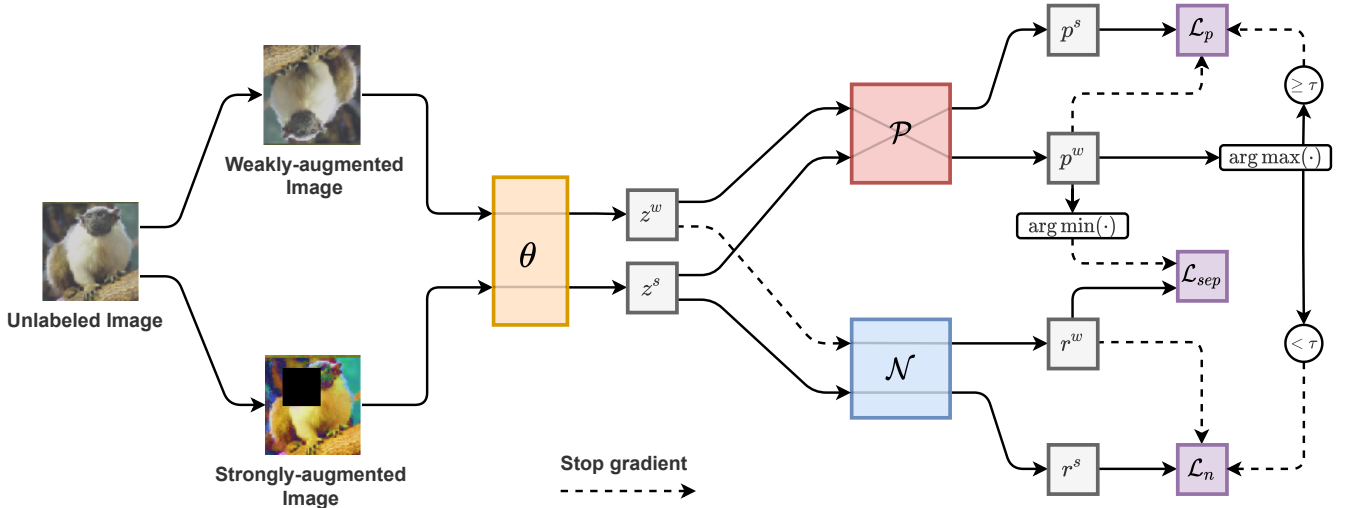 Weakly-augmented
Image
Unlabeled Image
Strongly-augmented
Image
θ
z^w
z^s
𝒫
𝒩
p^s
p^w
arg max(·)
arg min(·)
ℒ_p
≥ τ
ℒ_sep
r^w
< τ
r^s
ℒ_n
Stop gradient